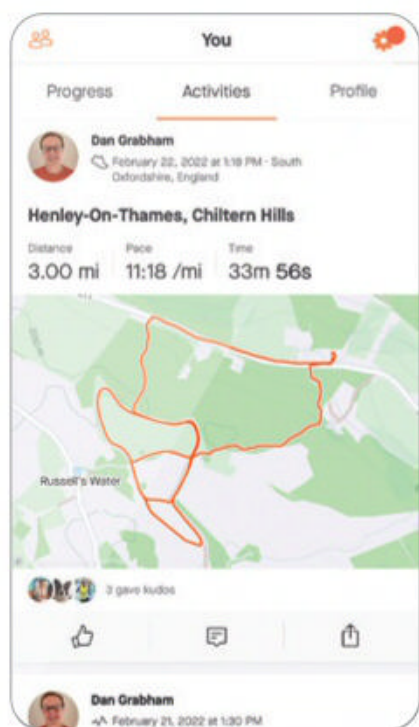 You
Progress Activities Profile
Dan Grabham
February 22, 2022 at 1:18 PM - South
Oxfordshire, England
Henley-On-Thames, Chiltern Hills
Distance Pace Time
3.00 mi 11:18 /mi 33m 56s
Russell's Water
3 gave kudos
Dan Grabham
February 21, 2022 at 1:30 PM